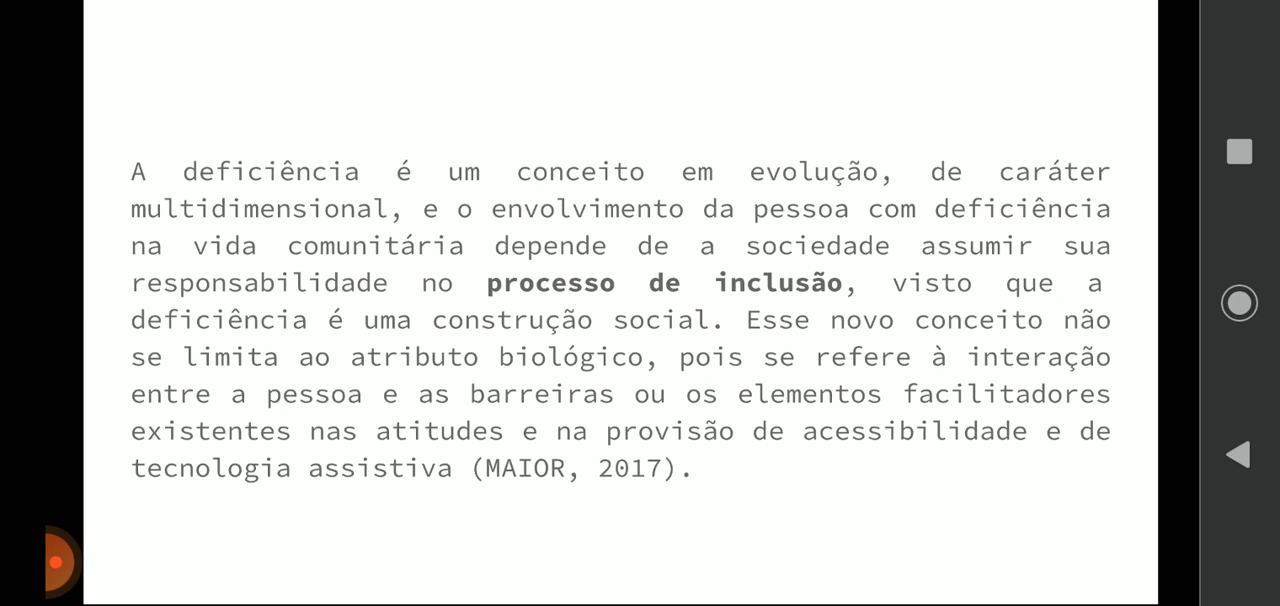 A deficiência é um conceito em evolução, de caráter
multidimensional, e o envolvimento da pessoa com deficiência
na vida comunitária depende de a sociedade assumir sua
responsabilidade no processo de inclusão, visto que a
deficiência é uma construção social. Esse novo conceito não
se limita ao atributo biológico, pois se refere à interação
entre a pessoa e as barreiras ou os elementos facilitadores
existentes nas atitudes e na provisão de acessibilidade e de
tecnologia assistiva (MAIOR, 2017).